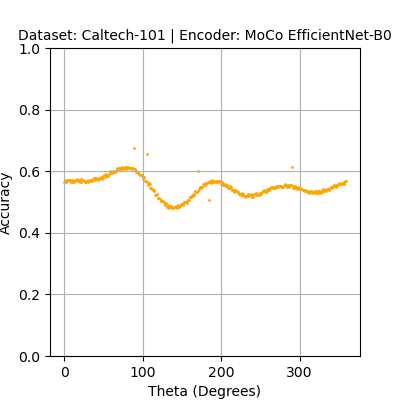 Dataset: Caltech-101 | Encoder: MoCo EfficientNet-B0
1.0
0.8
0.6
0.4
0.2
0.0
Accuracy
0 100 200 300
Theta (Degrees)